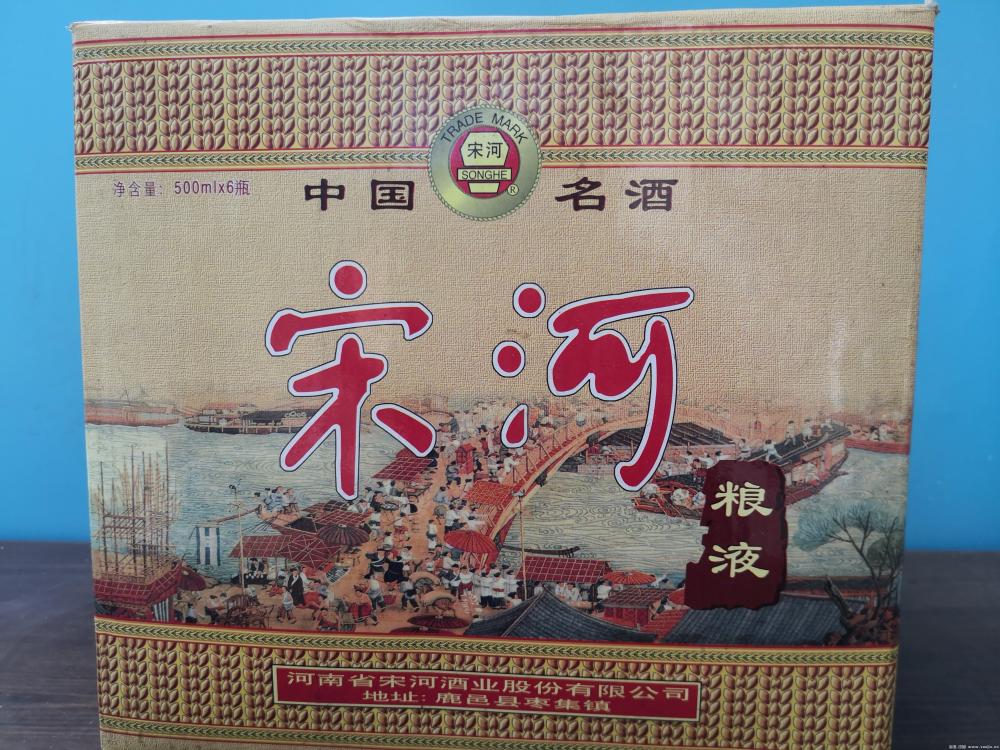 TRADE MARK
宋河
SONGHE
®
净含量：500mlx6瓶
中国 名酒
宋河
粮液
河南省宋河酒业股份有限公司
地址：鹿邑县枣集镇